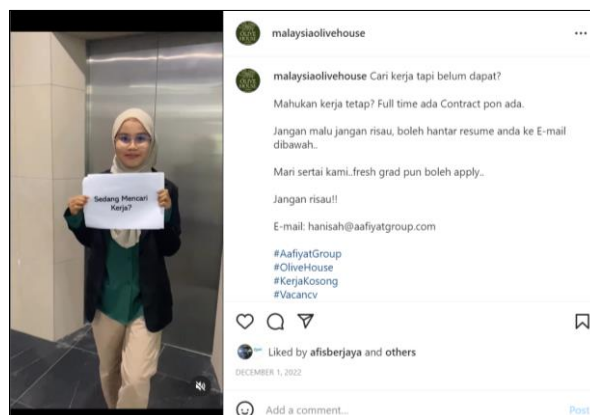 Sedang Mencari
Kerja?
malaysiaolivehouse
malaysiaolivehouse Cari kerja tapi belum dapat?
Mahukan kerja tetap? Full time ada Contract pon ada.
Jangan malu jangan risau, boleh hantar resume anda ke E-mail
dibawah..
Mari sertai kami..fresh grad pun boleh apply..
Jangan risau!!
E-mail: hanisah@aafiyatgroup.com
#AafiyatGroup
#OliveHouse
#KerjaKosong
#Vacancy
Liked by afisberjaya and others
DECEMBER 1, 2022
Add a comment...
Post